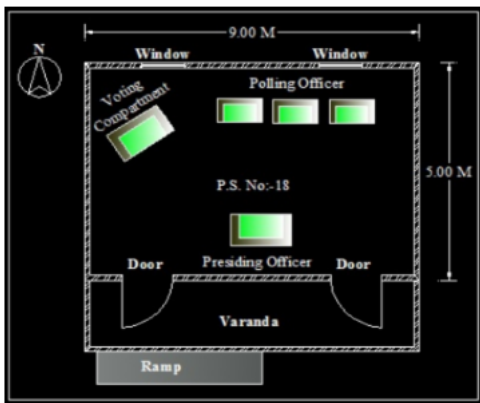 9.00 M
N
Window
Window
Voting
Compartment
Polling Officer
5.00 M
P.S. No:-18
Door
Presiding Officer
Door
Varanda
Ramp